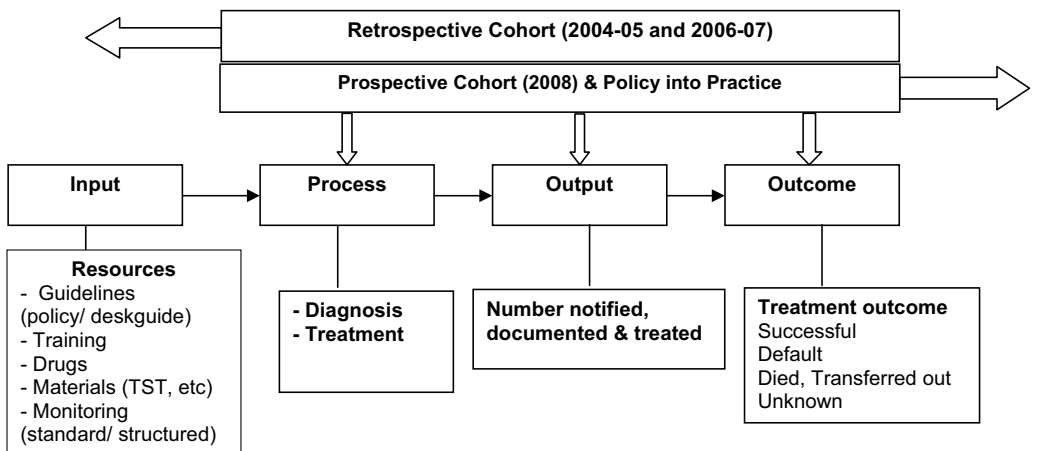 Retrospective Cohort (2004-05 and 2006-07)
Prospective Cohort (2008) & Policy into Practice
Input
Process
Output
Outcome
Resources
- Guidelines
(policy/ deskguide)
- Training
- Drugs
- Materials (TST, etc)
- Monitoring
(standard/ structured)
- Diagnosis
- Treatment
Number notified,
documented & treated
Treatment outcome
Successful
Default
Died, Transferred out
Unknown